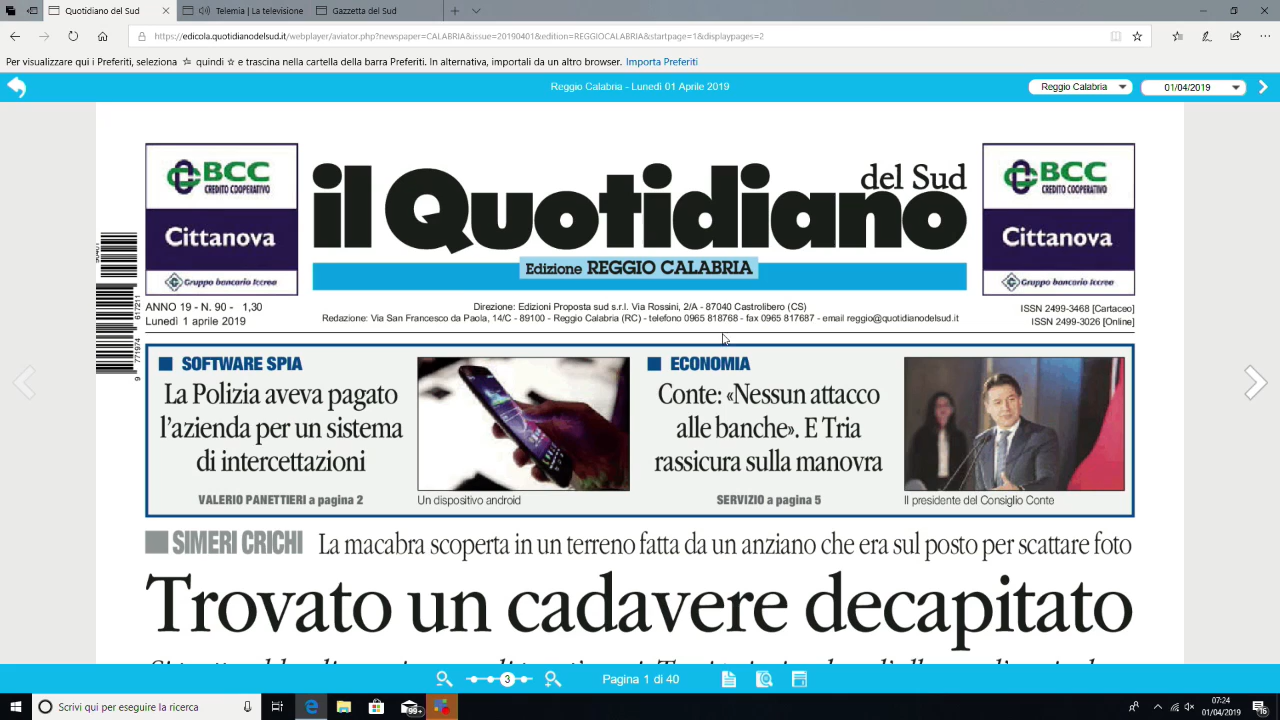 https://edicola.quotidianodelsud.it/webplayer/aviator.php?newspaper=CALABRIA&issue=20190401&edition=REGGIOCALABRIA&startpage=1&displaypages=2
Per visualizzare qui i Preferiti, seleziona ☆ quindi ☆ e trascina nella cartella della barra Preferiti. In alternativa, importali da un altro browser. Importa Preferiti
Reggio Calabria - Lunedì 01 Aprile 2019
Reggio Calabria
01/04/2019
BCC
CREDITO COOPERATIVO
Cittanova
Gruppo bancario Iccrea
il Quotidiano
del Sud
Edizione REGGIO CALABRIA
BCC
CREDITO COOPERATIVO
Cittanova
Gruppo bancario Iccrea
ANNO 19 - N. 90 - 1,30
Lunedì 1 aprile 2019
Direzione: Edizioni Proposta sud s.r.l. Via Rossini, 2/A - 87040 Castrolibero (CS)
Redazione: Via San Francesco da Paola, 14/C - 89100 - Reggio Calabria (RC) - telefono 0965 818768 - fax 0965 817687 - email reggio@quotidianodelsud.it
ISSN 2499-3468 [Cartaceo]
ISSN 2499-3026 [Online]
9 771974 617211
SOFTWARE SPIA
La Polizia aveva pagato
l'azienda per un sistema
di intercettazioni
VALERIO PANETTIERI a pagina 2
Un dispositivo android
ECONOMIA
Conte: «Nessun attacco
alle banche». E Tria
rassicura sulla manovra
SERVIZIO a pagina 5
Il presidente del Consiglio Conte
SIMERI CRICHI La macabra scoperta in un terreno fatta da un anziano che era sul posto per scattare foto
Trovato un cadavere decapitato
3
Pagina 1 di 40
Scrivi qui per eseguire la ricerca
99+
07:24
01/04/2019
16